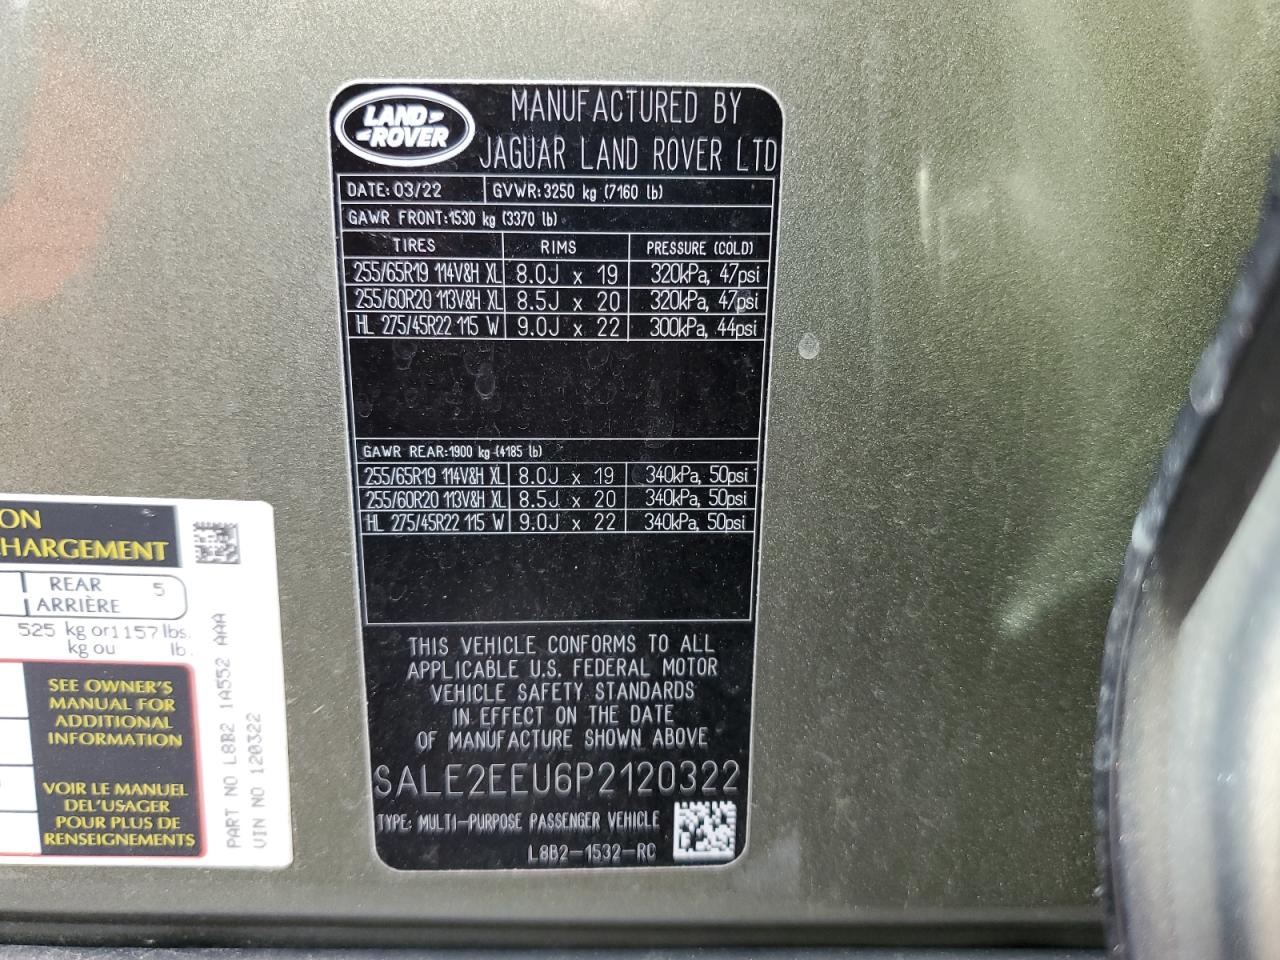 LAND
ROVER
MANUFACTURED BY
JAGUAR LAND ROVER LTD
DATE: 03/22 GVWR: 3250 kg (7160 lb)
GAWR FRONT: 1530 kg (3370 lb)
TIRES RIMS PRESSURE (COLD)
255/65R19 114V&H XL 8.0J x 19 320kPa, 47psi
255/60R20 113V&H XL 8.5J x 20 320kPa, 47psi
HL 275/45R22 115 W 9.0J x 22 300kPa, 44psi
GAWR REAR: 1900 kg (4185 lb)
255/65R19 114V&H XL 8.0J x 19 340kPa, 50psi
255/60R20 113V&H XL 8.5J x 20 340kPa, 50psi
HL 275/45R22 115 W 9.0J x 22 340kPa, 50psi
THIS VEHICLE CONFORMS TO ALL
APPLICABLE U.S. FEDERAL MOTOR
VEHICLE SAFETY STANDARDS
IN EFFECT ON THE DATE
OF MANUFACTURE SHOWN ABOVE
SALE2EEU6P2120322
TYPE: MULTI-PURPOSE PASSENGER VEHICLE
L8B2-1532-RC
ON
CHARGEMENT
REAR 5
ARRIÈRE
525 kg or 1157 lbs.
kg ou lb.
SEE OWNER'S
MANUAL FOR
ADDITIONAL
INFORMATION
VOIR LE MANUEL
DEL'USAGER
POUR PLUS DE
RENSEIGNEMENTS
PART NO L8B2 1A552 AAA
VIN NO 120322